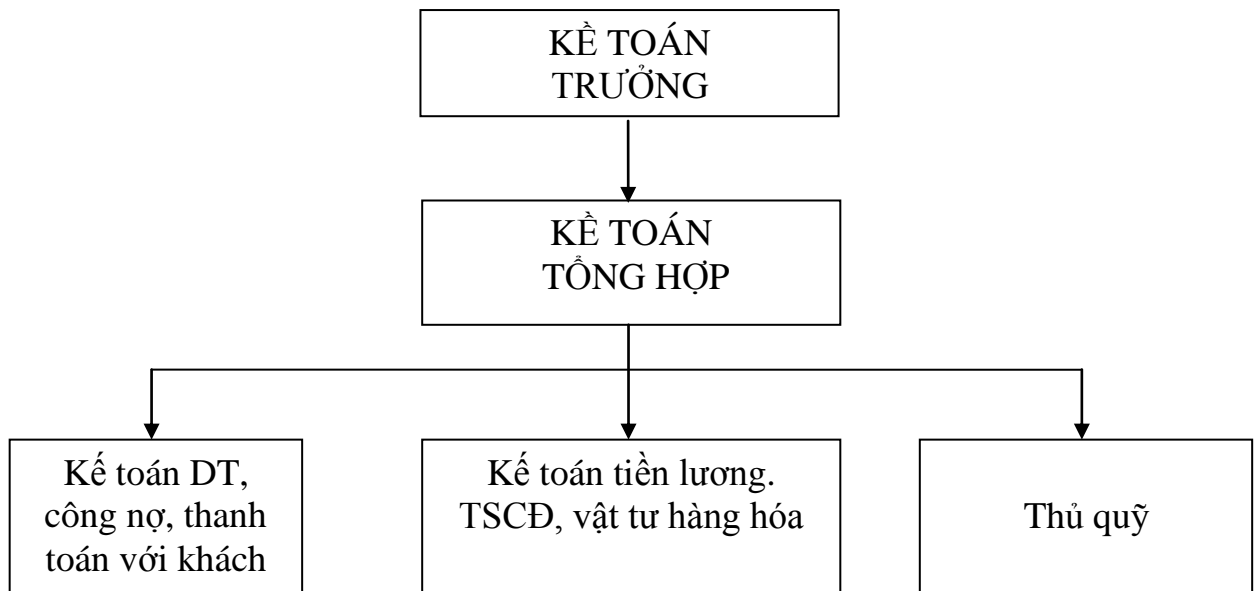 KỀ TOÁN
TRƯỞNG
KỀ TOÁN
TỔNG HỢP
Kế toán DT,
công nợ, thanh
toán với khách
Kế toán tiền lương.
TSCĐ, vật tư hàng hóa
Thủ quỹ